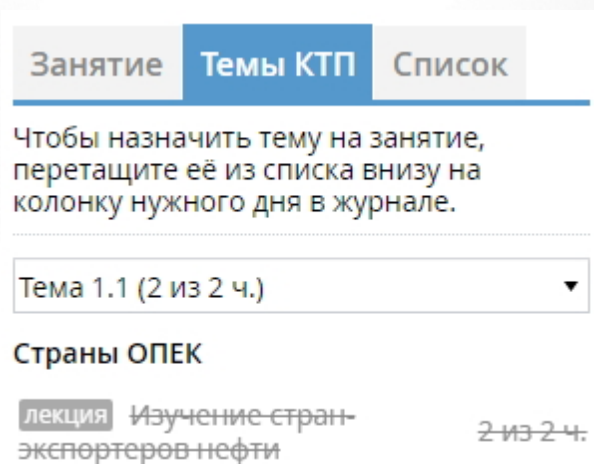 Занятие Темы КТП Список
Чтобы назначить тему на занятие,
перетащите её из списка внизу на
колонку нужного дня в журнале.
Тема 1.1 (2 из 2 ч.)
Страны ОПЕК
лекция Изучение стран-
экспортеров нефти 2 из 2 ч.